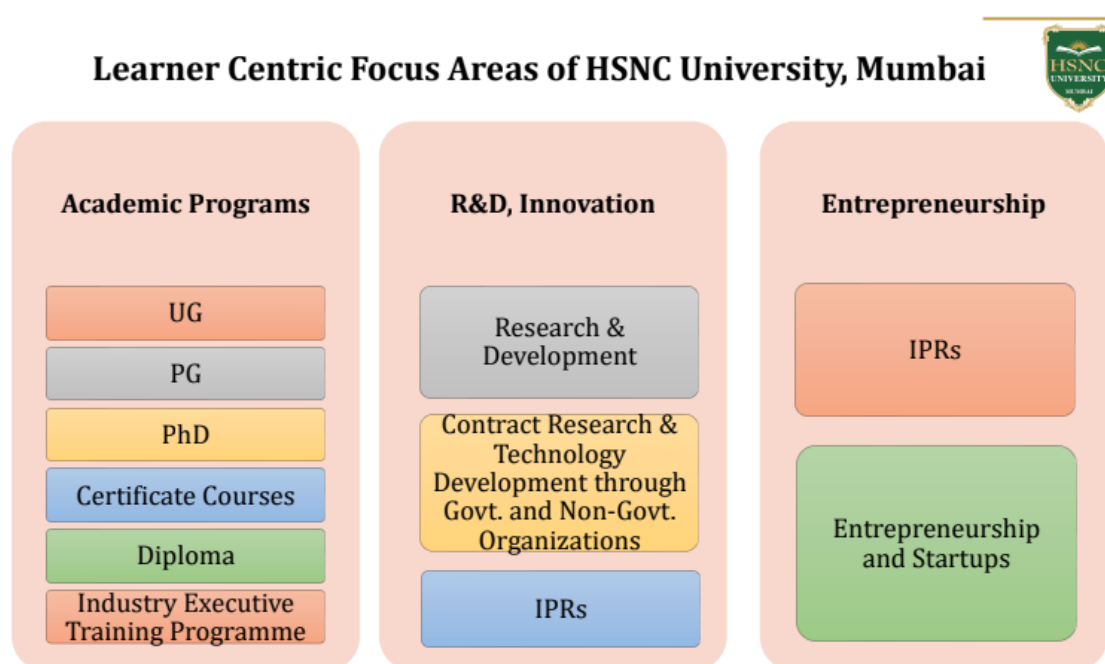 Learner Centric Focus Areas of HSNC University, Mumbai
HSNC
UNIVERSITY
MUMBAI
Academic Programs
UG
PG
PhD
Certificate Courses
Diploma
Industry Executive
Training Programme
R&D, Innovation
Research &
Development
Contract Research &
Technology
Development through
Govt. and Non-Govt.
Organizations
IPRs
Entrepreneurship
IPRs
Entrepreneurship
and Startups